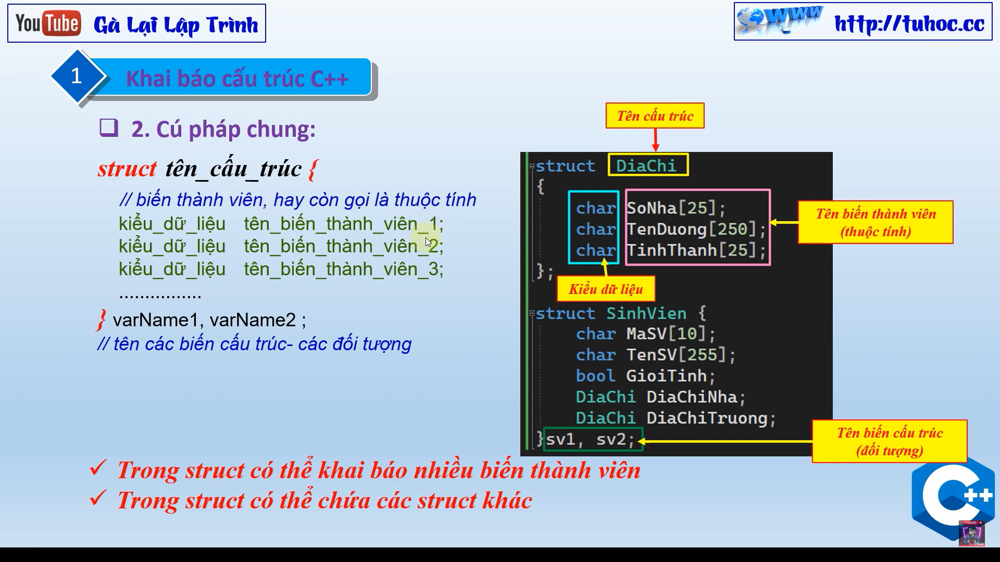 YouTube Gà Lại Lập Trình
WWW http://tuhoc.cc
1 Khai báo cấu trúc C++
2. Cú pháp chung:
struct tên_cấu_trúc {
// biến thành viên, hay còn gọi là thuộc tính
kiểu_dữ_liệu tên_biến_thành_viên_1;
kiểu_dữ_liệu tên_biến_thành_viên_2;
kiểu_dữ_liệu tên_biến_thành_viên_3;
................
} varName1, varName2 ;
// tên các biến cấu trúc- các đối tượng
Tên cấu trúc
struct DiaChi
{
char SoNha[25];
char TenDuong[250];
char TinhThanh[25];
};
Tên biến thành viên
(thuộc tính)
Kiểu dữ liệu
struct SinhVien {
char MaSV[10];
char TenSV[255];
bool GioiTinh;
DiaChi DiaChiNha;
DiaChi DiaChiTruong;
}sv1, sv2;
Tên biến cấu trúc
(đối tượng)
✓ Trong struct có thể khai báo nhiều biến thành viên
✓ Trong struct có thể chứa các struct khác
C++
Click!